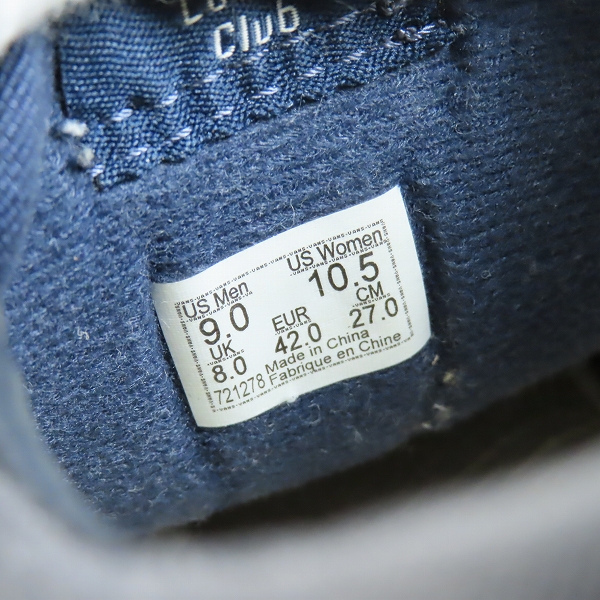 Club
US Men US Women
9.0 10.5
UK EUR CM
8.0 42.0 27.0
721278 Made in China
Fabrique en Chine